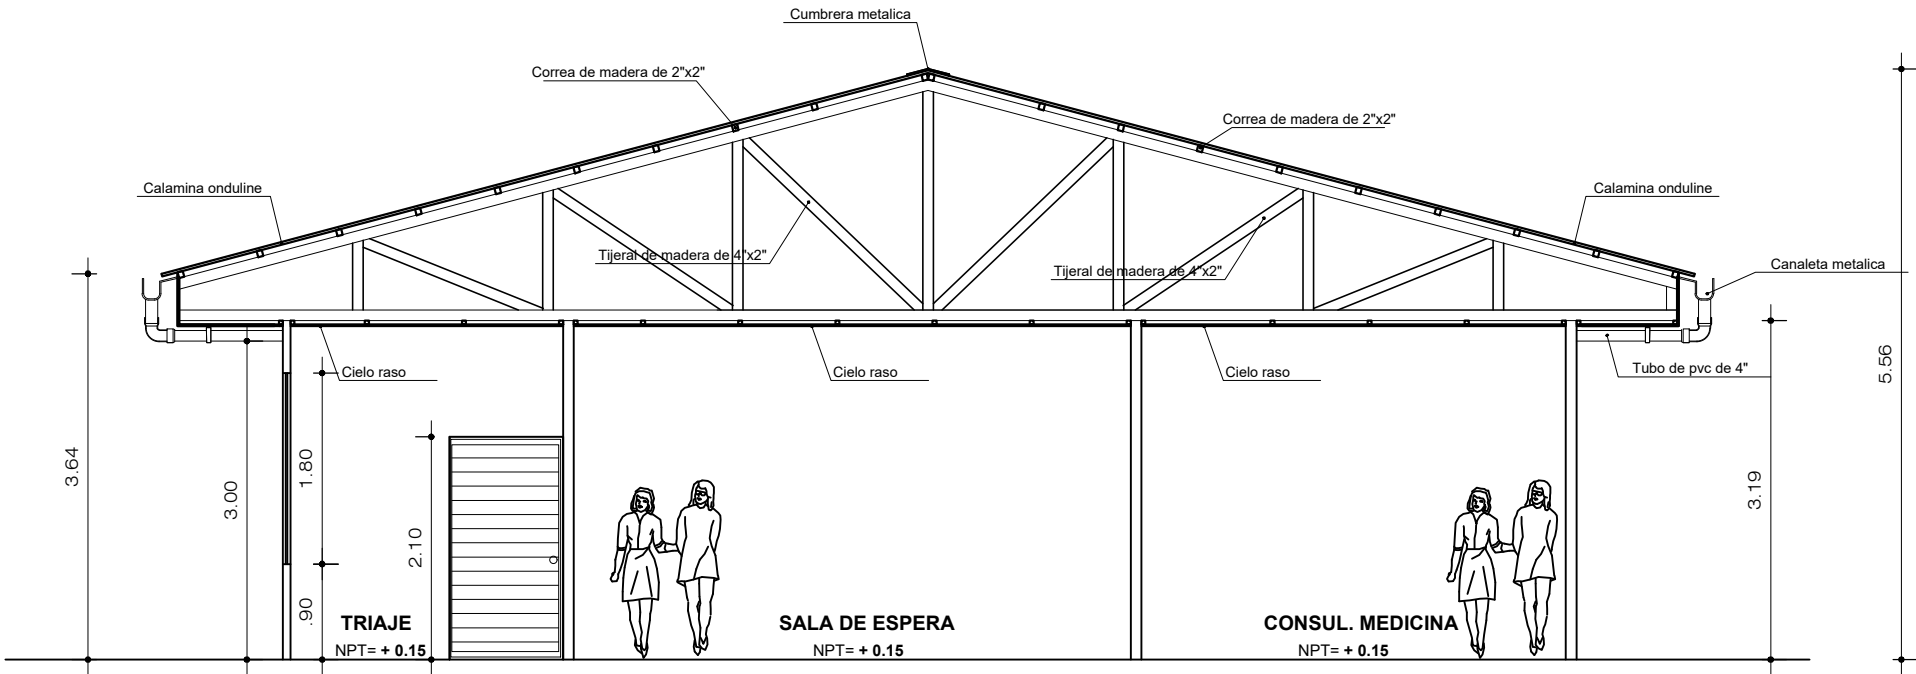 Cumbrera metalica
Correa de madera de 2"x2"
Correa de madera de 2"x2"
Calamina onduline
Calamina onduline
Tijeral de madera de 4"x2"
Tijeral de madera de 4"x2"
Canaleta metalica
Cielo raso
Cielo raso
Cielo raso
Tubo de pvc de 4"
5.56
3.64
3.00
1.80
2.10
3.19
.90
TRIAJE
NPT= + 0.15
SALA DE ESPERA
NPT= + 0.15
CONSUL. MEDICINA
NPT= + 0.15